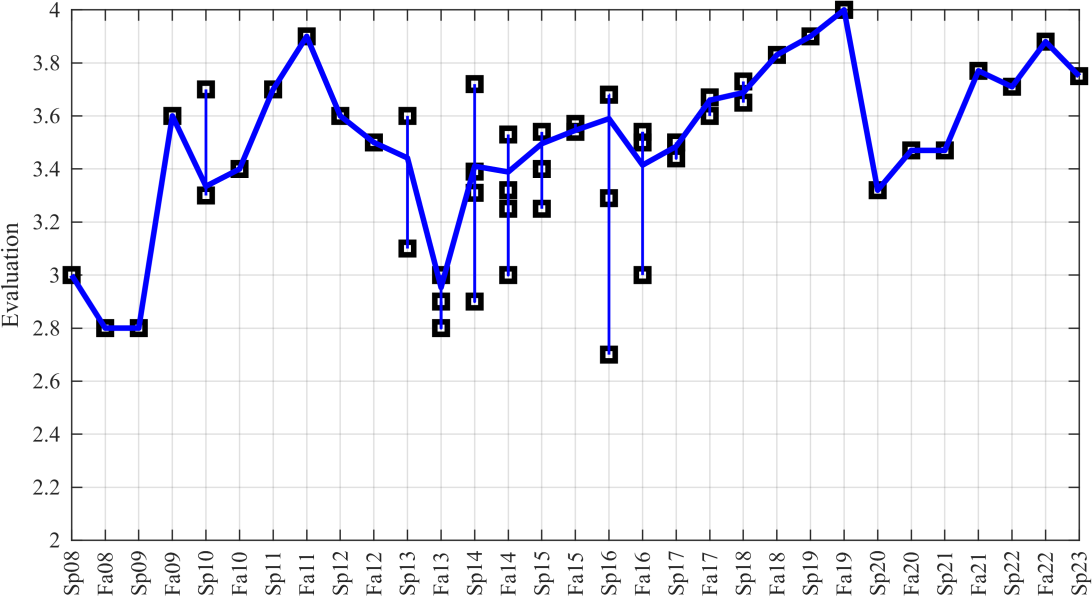 4
3.8
3.6
3.4
3.2
3
2.8
2.6
2.4
2.2
2
Evaluation
Sp08
Fa08
Sp09
Fa09
Sp10
Fa10
Sp11
Fa11
Sp12
Fa12
Sp13
Fa13
Sp14
Fa14
Sp15
Fa15
Sp16
Fa16
Sp17
Fa17
Sp18
Fa18
Sp19
Fa19
Sp20
Fa20
Sp21
Fa21
Sp22
Fa22
Sp23